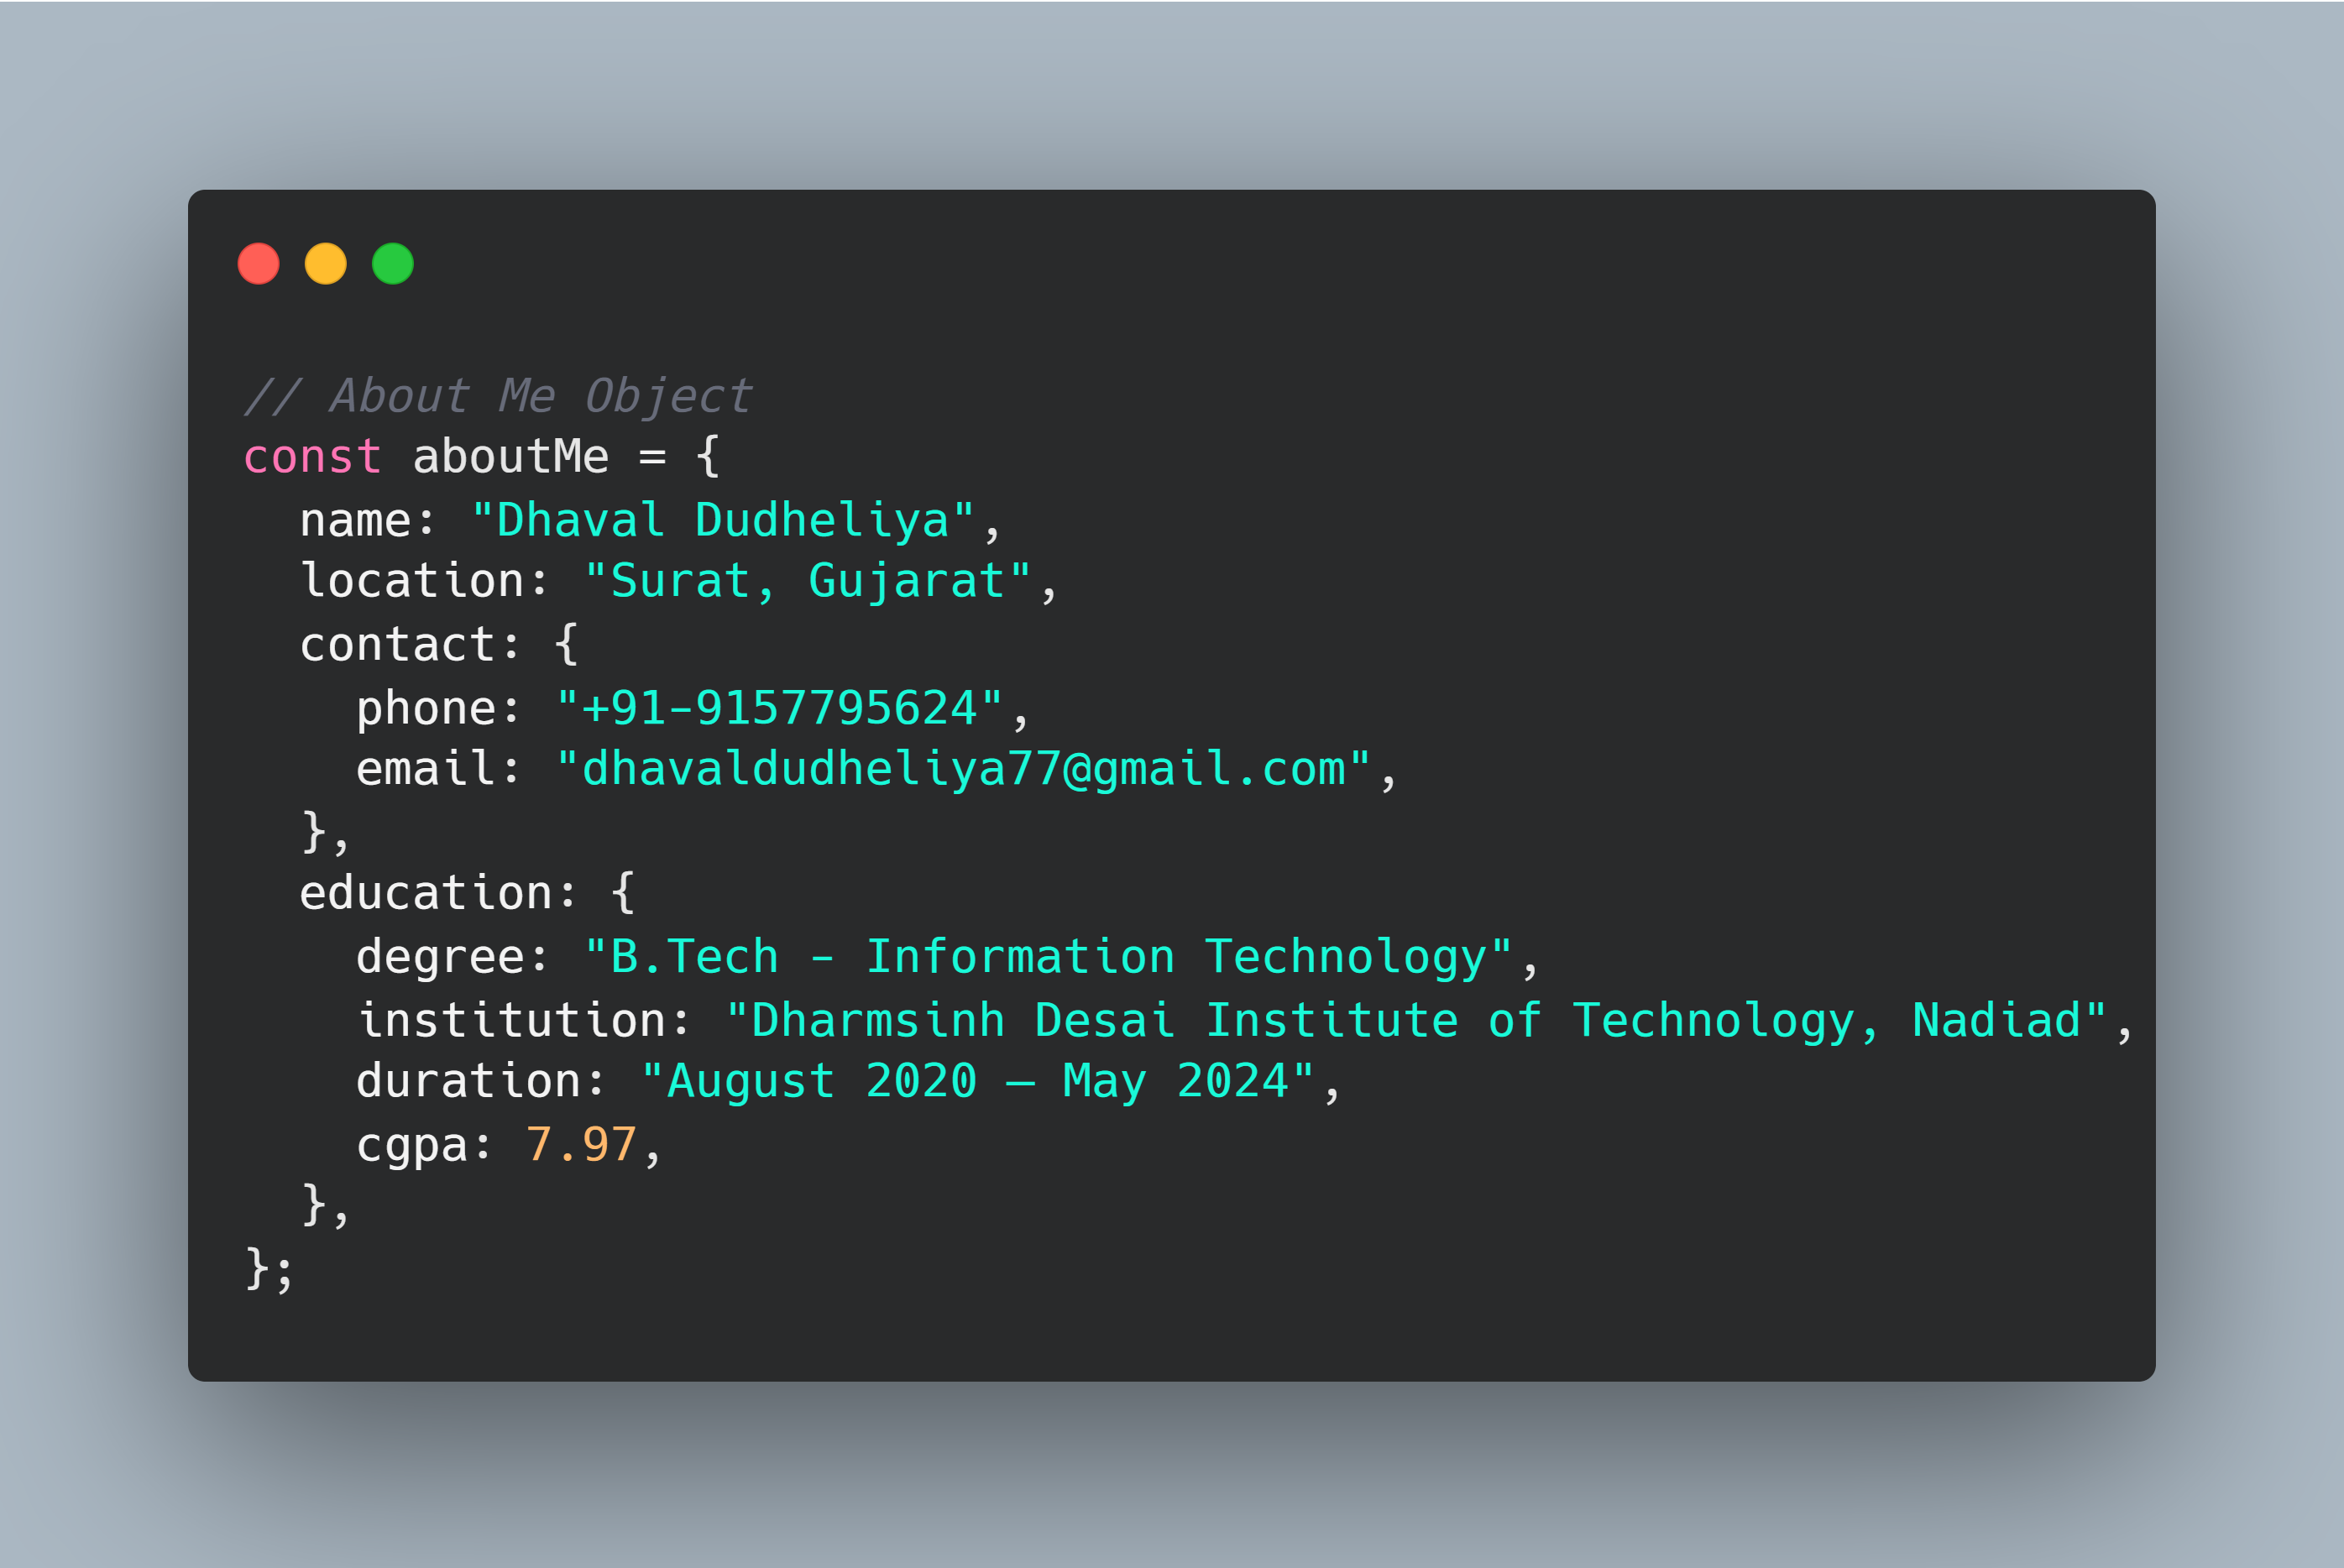 // About Me Object
const aboutMe = {
  name: "Dhaval Dudheliya",
  location: "Surat, Gujarat",
  contact: {
    phone: "+91-9157795624",
    email: "dhavaldudheliya77@gmail.com",
  },
  education: {
    degree: "B.Tech - Information Technology",
    institution: "Dharmsinh Desai Institute of Technology, Nadiad",
    duration: "August 2020 – May 2024",
    cgpa: 7.97,
  },
};